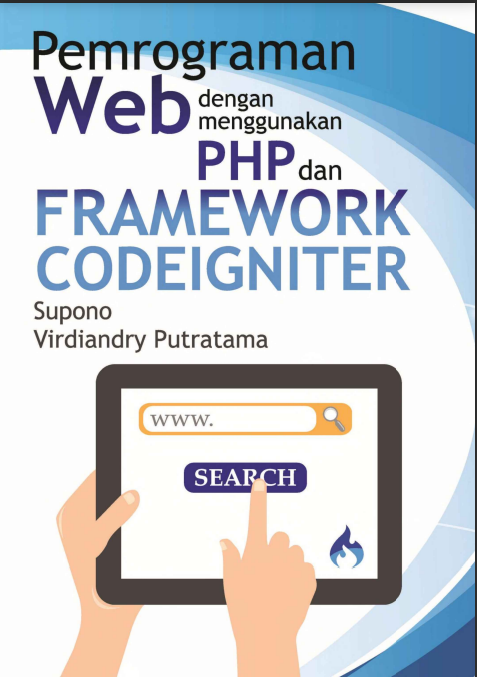 Pemrograman
Web dengan
menggunakan
PHP dan
FRAMEWORK
CODEIGNITER
Supono
Virdiandry Putratama
www.
SEARCH